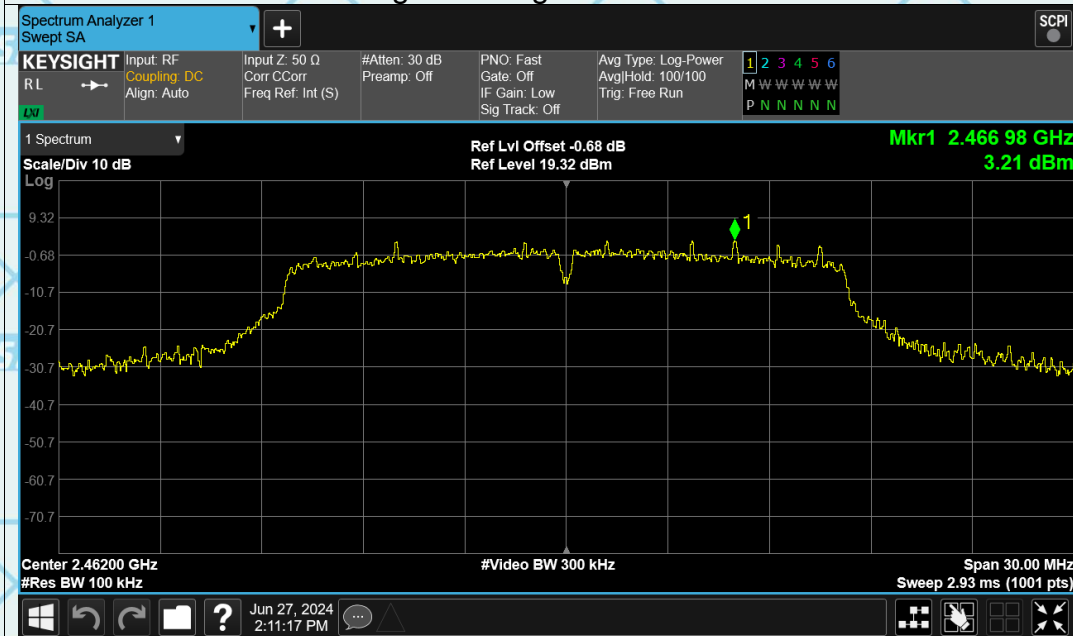 Spectrum Analyzer 1
Swept SA
+
SCPI
KEYSIGHT
RL
LXI
Input: RF
Coupling: DC
Align: Auto
Input Z: 50 Ω
Corr CCorr
Freq Ref: Int (S)
#Atten: 30 dB
Preamp: Off
PNO: Fast
Gate: Off
IF Gain: Low
Sig Track: Off
Avg Type: Log-Power
Avg|Hold: 100/100
Trig: Free Run
1 2 3 4 5 6
M W W W W W
P N N N N N
1 Spectrum
Scale/Div 10 dB
Log
Ref Lvl Offset -0.68 dB
Ref Level 19.32 dBm
Mkr1 2.466 98 GHz
3.21 dBm
1
9.32
-0.68
-10.7
-20.7
-30.7
-40.7
-50.7
-60.7
-70.7
Center 2.46200 GHz
#Res BW 100 kHz
#Video BW 300 kHz
Span 30.00 MHz
Sweep 2.93 ms (1001 pts)
?
Jun 27, 2024
2:11:17 PM